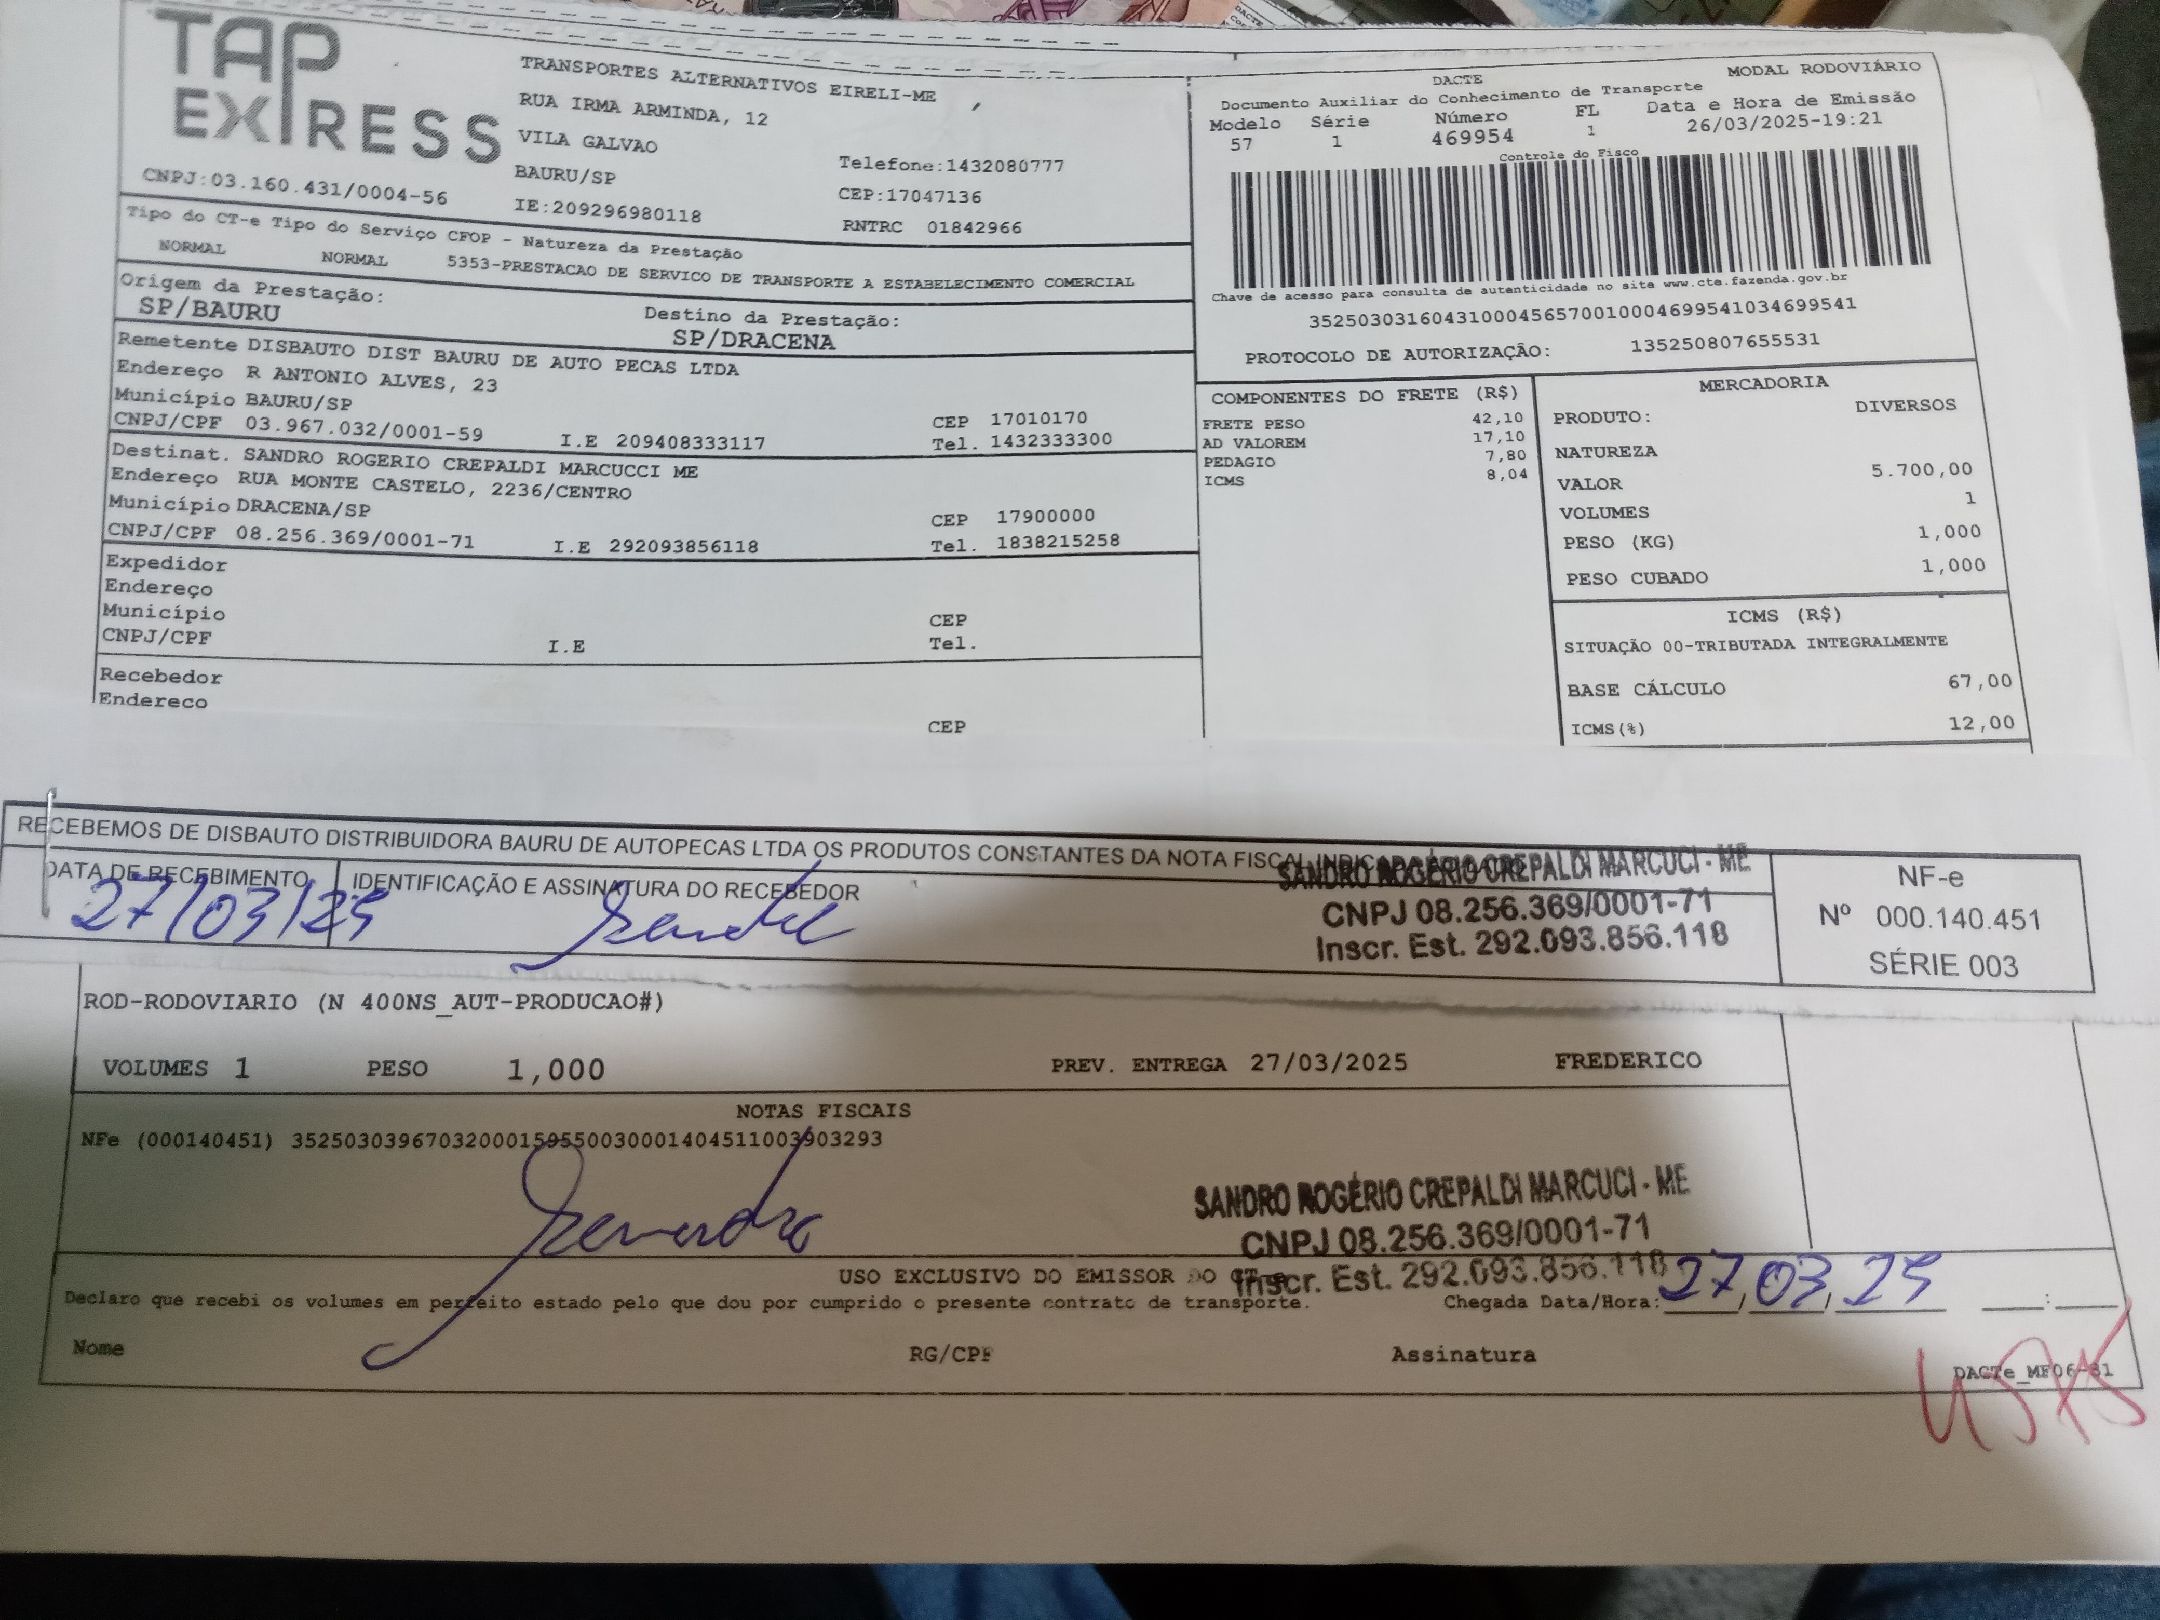 TAP
EXPRESS
CNPJ:03.160.431/0004-56
TRANSPORTES ALTERNATIVOS EIRELI-ME
RUA IRMA ARMINDA, 12
VILA GALVAO
BAURU/SP
IE:209296980118
Telefone:1432080777
CEP:17047136
RNTRC 01842966
DACTE
MODAL RODOVIÁRIO
Documento Auxiliar do Conhecimento de Transporte
Modelo Série Número FL Data e Hora de Emissão
57 1 469954 1 26/03/2025-19:21
Controle do Fisco
Chave de acesso para consulta de autenticidade no site www.cte.fazenda.gov.br
35250303160431000456570010004699541034699541
PROTOCOLO DE AUTORIZAÇÃO: 135250807655531
Tipo do CT-e Tipo do Serviço CFOP - Natureza da Prestação
NORMAL NORMAL 5353-PRESTACAO DE SERVICO DE TRANSPORTE A ESTABELECIMENTO COMERCIAL
Origem da Prestação:
SP/BAURU
Destino da Prestação:
SP/DRACENA
Remetente DISBAUTO DIST BAURU DE AUTO PECAS LTDA
Endereço R ANTONIO ALVES, 23
Município BAURU/SP CEP 17010170
CNPJ/CPF 03.967.032/0001-59 I.E 209408333117 Tel. 1432333300
Destinat. SANDRO ROGERIO CREPALDI MARCUCCI ME
Endereço RUA MONTE CASTELO, 2236/CENTRO
Município DRACENA/SP CEP 17900000
CNPJ/CPF 08.256.369/0001-71 I.E 292093856118 Tel. 1838215258
Expedidor
Endereço
Município CEP
CNPJ/CPF I.E Tel.
Recebedor
Endereco
CEP
COMPONENTES DO FRETE (R$)
FRETE PESO 42,10
AD VALOREM 17,10
PEDAGIO 7,80
ICMS 8,04
MERCADORIA
PRODUTO: DIVERSOS
NATUREZA
VALOR 5.700,00
VOLUMES 1
PESO (KG) 1,000
PESO CUBADO 1,000
ICMS (R$)
SITUAÇÃO 00-TRIBUTADA INTEGRALMENTE
BASE CÁLCULO 67,00
ICMS(%) 12,00
RECEBEMOS DE DISBAUTO DISTRIBUIDORA BAURU DE AUTOPECAS LTDA OS PRODUTOS CONSTANTES DA NOTA FISCAL
DATA DE RECEBIMENTO
27/03/25
IDENTIFICAÇÃO E ASSINATURA DO RECEBEDOR
SANDRO ROGÉRIO CREPALDI MARCUCI - ME
CNPJ 08.256.369/0001-71
Inscr. Est. 292.093.856.118
NF-e
Nº 000.140.451
SÉRIE 003
ROD-RODOVIARIO (N 400NS_AUT-PRODUCAO#)
VOLUMES 1 PESO 1,000 PREV. ENTREGA 27/03/2025 FREDERICO
NOTAS FISCAIS
NFe (000140451) 35250303967032000159550030001404511003903293
SANDRO ROGÉRIO CREPALDI MARCUCI - ME
CNPJ 08.256.369/0001-71
Inscr. Est. 292.093.856.118
USO EXCLUSIVO DO EMISSOR DO CT-e
Declaro que recebi os volumes em perfeito estado pelo que dou por cumprido o presente contrato de transporte. Chegada Data/Hora: 27/03/25 :
Nome RG/CPF Assinatura